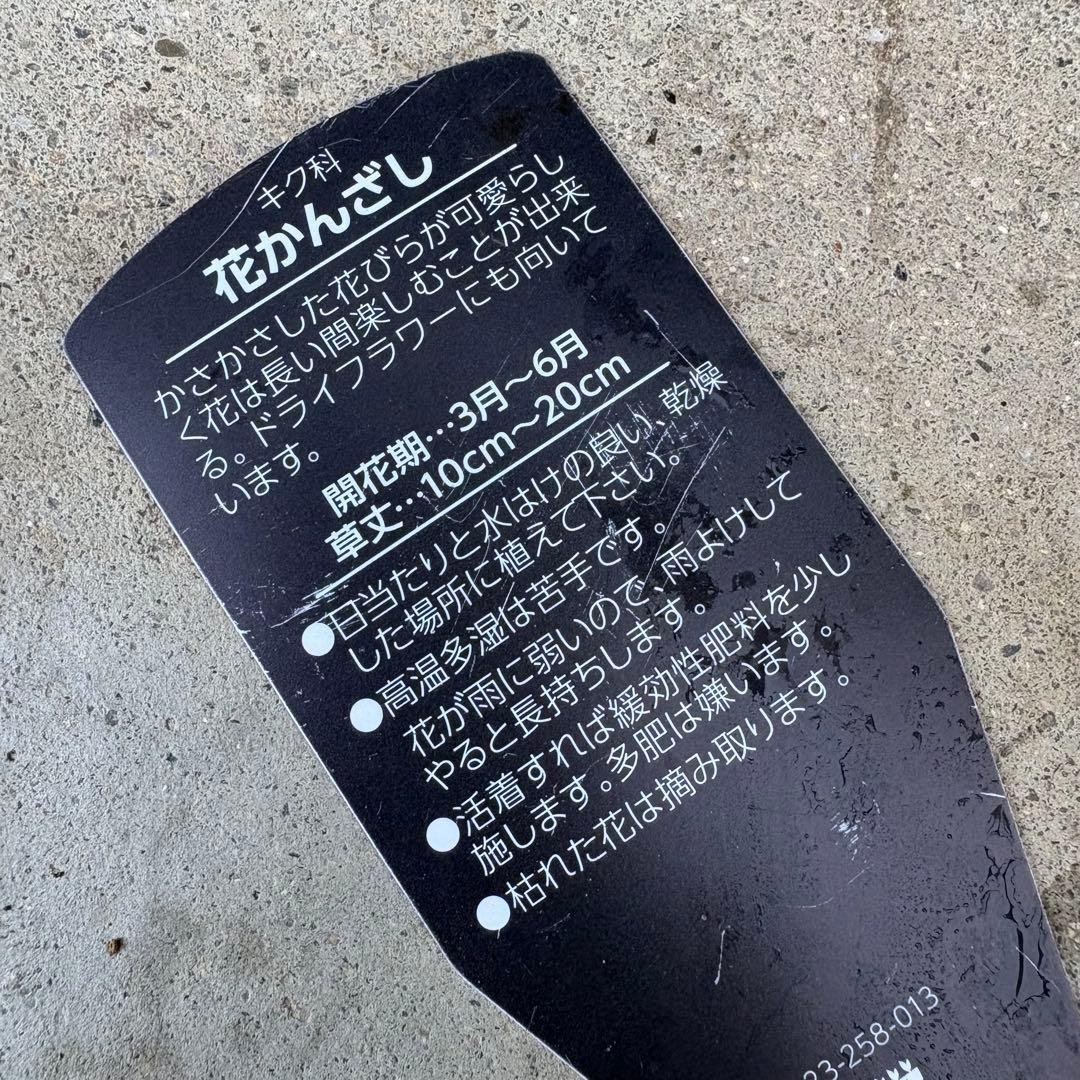 キク科
花かんざし
かさかさした花びらが可愛らし
く花は長い間楽しむことが出来
る。ドライフラワーにも向いて
います。
開花期…3月〜6月
草丈…10cm〜20cm
●日当たりと水はけの良い、乾燥
した場所に植えて下さい。
●高温多湿は苦手です。
花が雨に弱いので、雨よけして
やると長持ちします。
●活着すれば緩効性肥料を少し
施します。多肥は嫌います。
●枯れた花は摘み取ります。
23-258-013